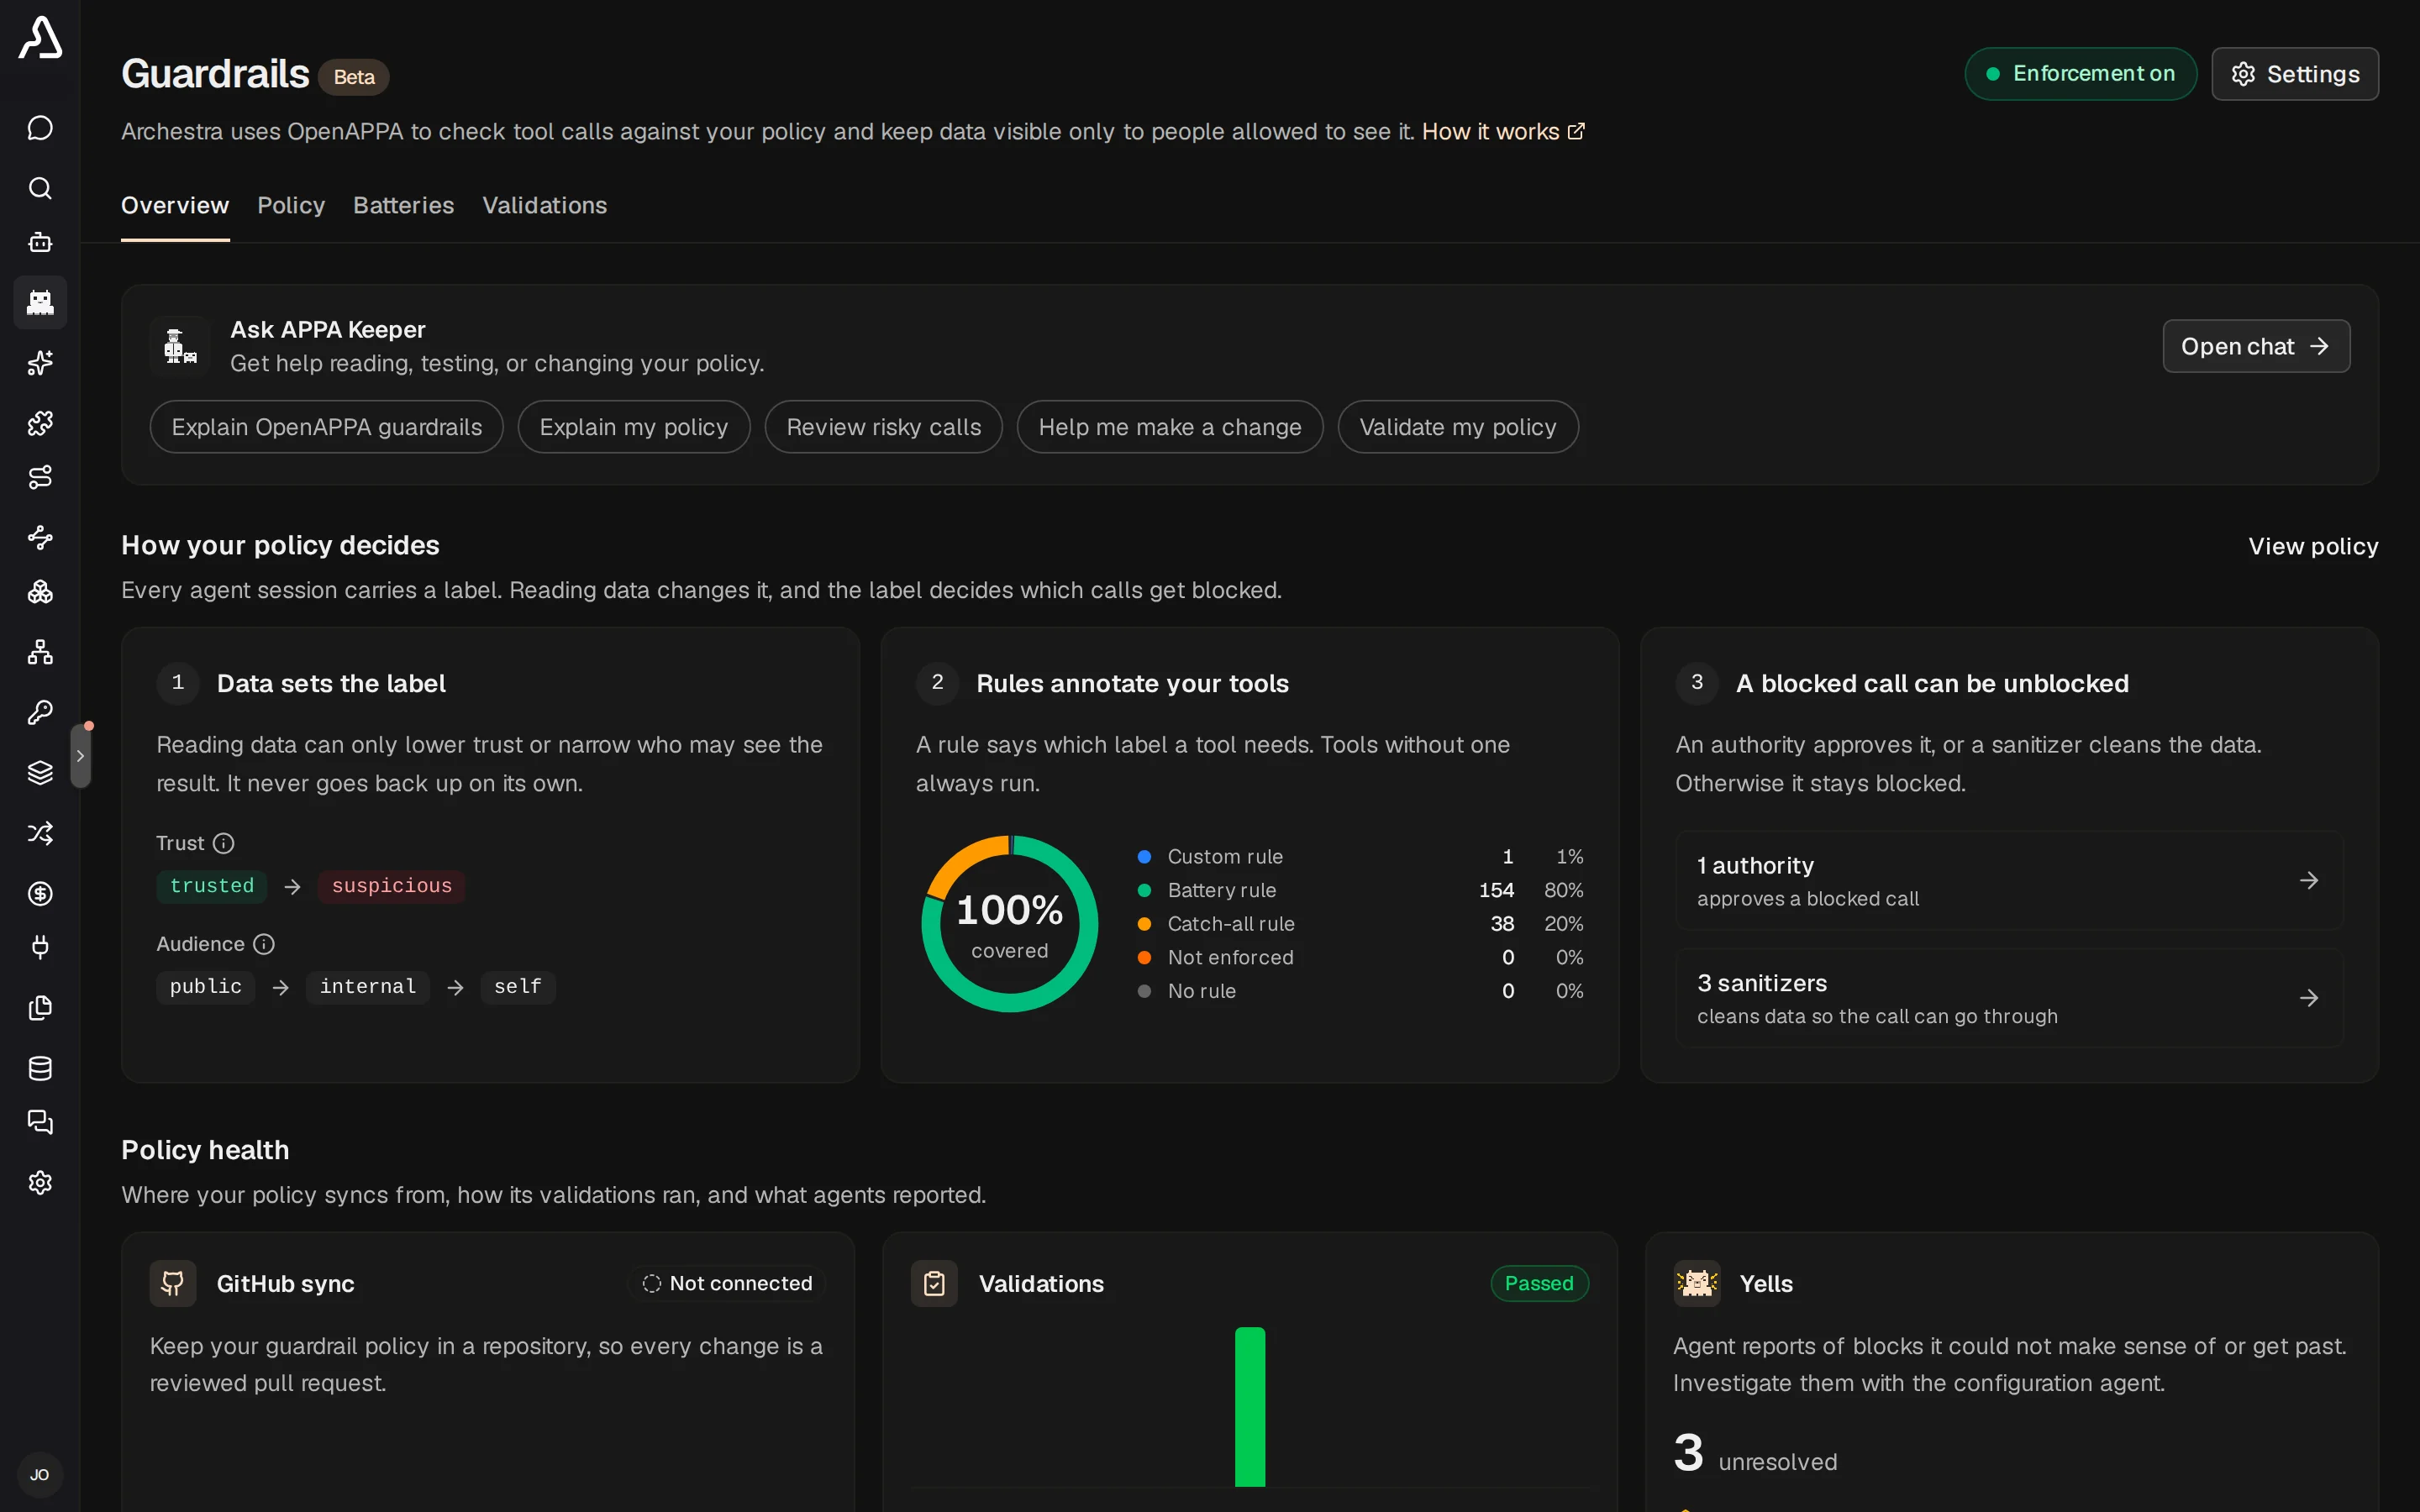 Guardrails Beta
Enforcement on
Settings
Archestra uses OpenAPPA to check tool calls against your policy and keep data visible only to people allowed to see it. How it works
Overview Policy Batteries Validations
Ask APPA Keeper
Get help reading, testing, or changing your policy.
Open chat
Explain OpenAPPA guardrails
Explain my policy
Review risky calls
Help me make a change
Validate my policy
How your policy decides
View policy
Every agent session carries a label. Reading data changes it, and the label decides which calls get blocked.
1 Data sets the label
Reading data can only lower trust or narrow who may see the
result. It never goes back up on its own.
Trust
trusted → suspicious
Audience
public → internal → self
2 Rules annotate your tools
A rule says which label a tool needs. Tools without one
always run.
100%
covered
Custom rule 1 1%
Battery rule 154 80%
Catch-all rule 38 20%
Not enforced 0 0%
No rule 0 0%
3 A blocked call can be unblocked
An authority approves it, or a sanitizer cleans the data.
Otherwise it stays blocked.
1 authority
approves a blocked call
3 sanitizers
cleans data so the call can go through
Policy health
Where your policy syncs from, how its validations ran, and what agents reported.
GitHub sync
Not connected
Keep your guardrail policy in a repository, so every change is a
reviewed pull request.
Validations
Passed
Yells
Agent reports of blocks it could not make sense of or get past.
Investigate them with the configuration agent.
3 unresolved
JO